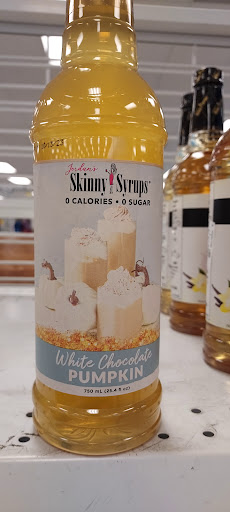 Jordan's
Skinny Syrups
0 CALORIES • 0 SUGAR
White Chocolate
PUMPKIN
750 mL (25.4 fl oz)